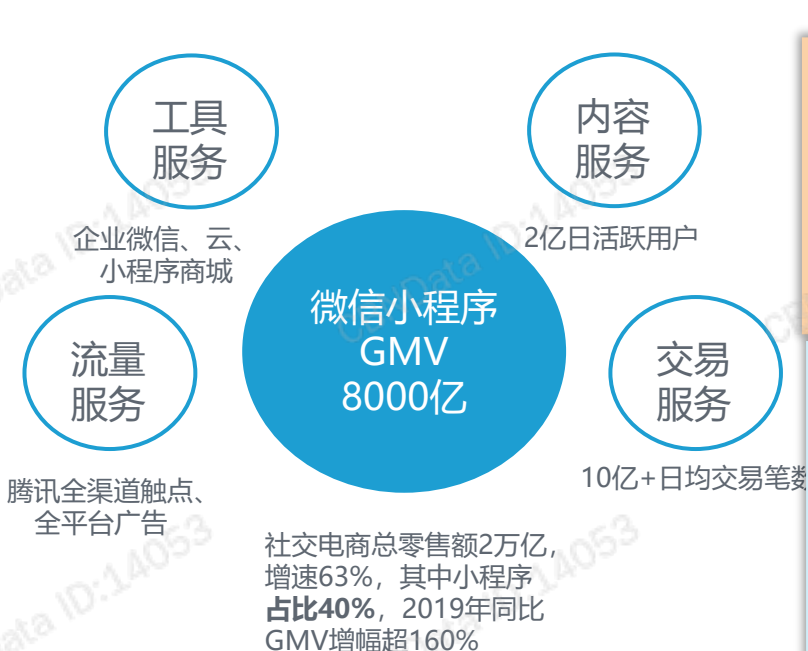 工具
服务
内容
服务
企业微信、云、
小程序商城
2亿日活跃用户
微信小程序
GMV
8000亿
流量
服务
交易
服务
腾讯全渠道触点、
全平台广告
10亿+日均交易笔数
社交电商总零售额2万亿，
增速63%，其中小程序
占比40%，2019年同比
GMV增幅超160%